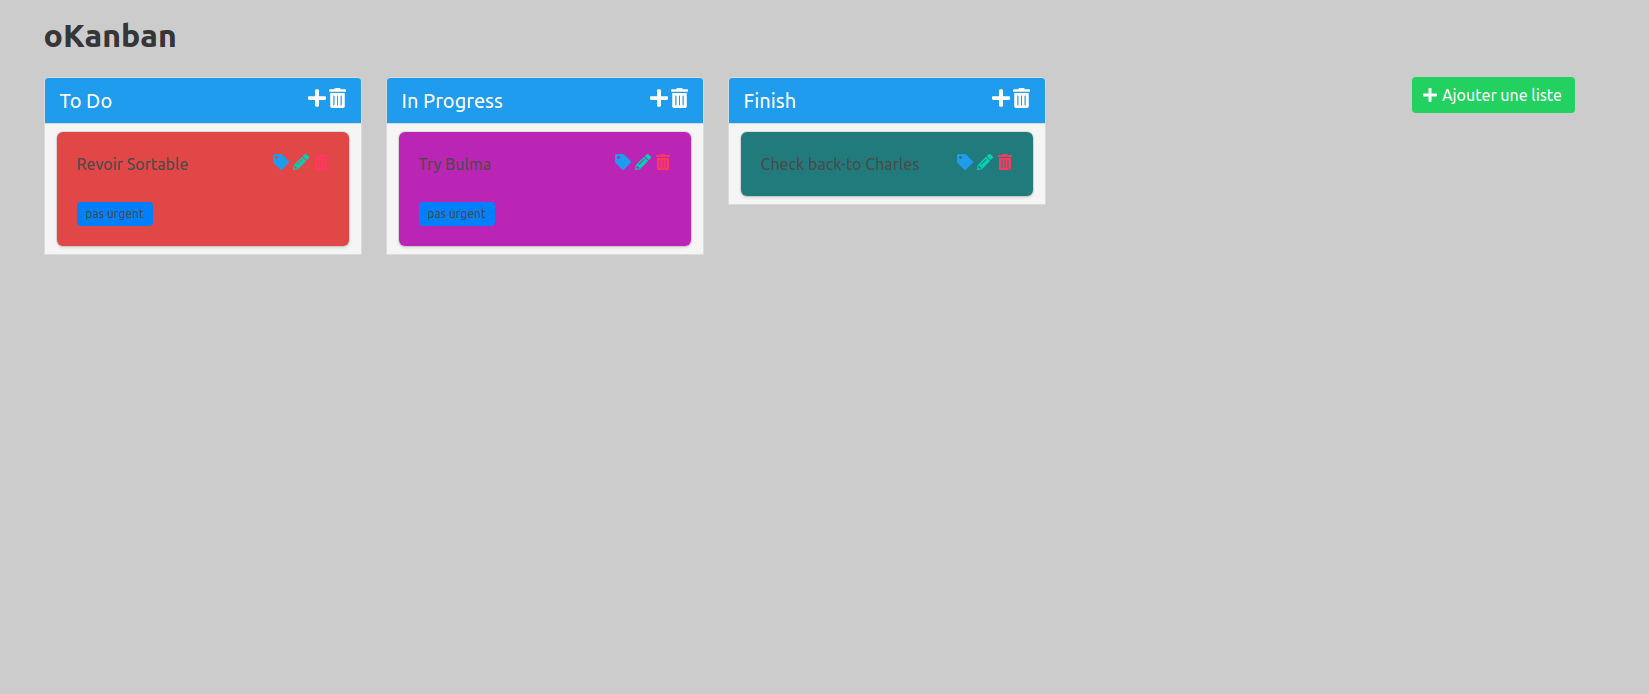 oKanban
To Do
In Progress
Finish
Ajouter une liste
Revoir Sortable
Try Bulma
Check back-to Charles
pas urgent
pas urgent